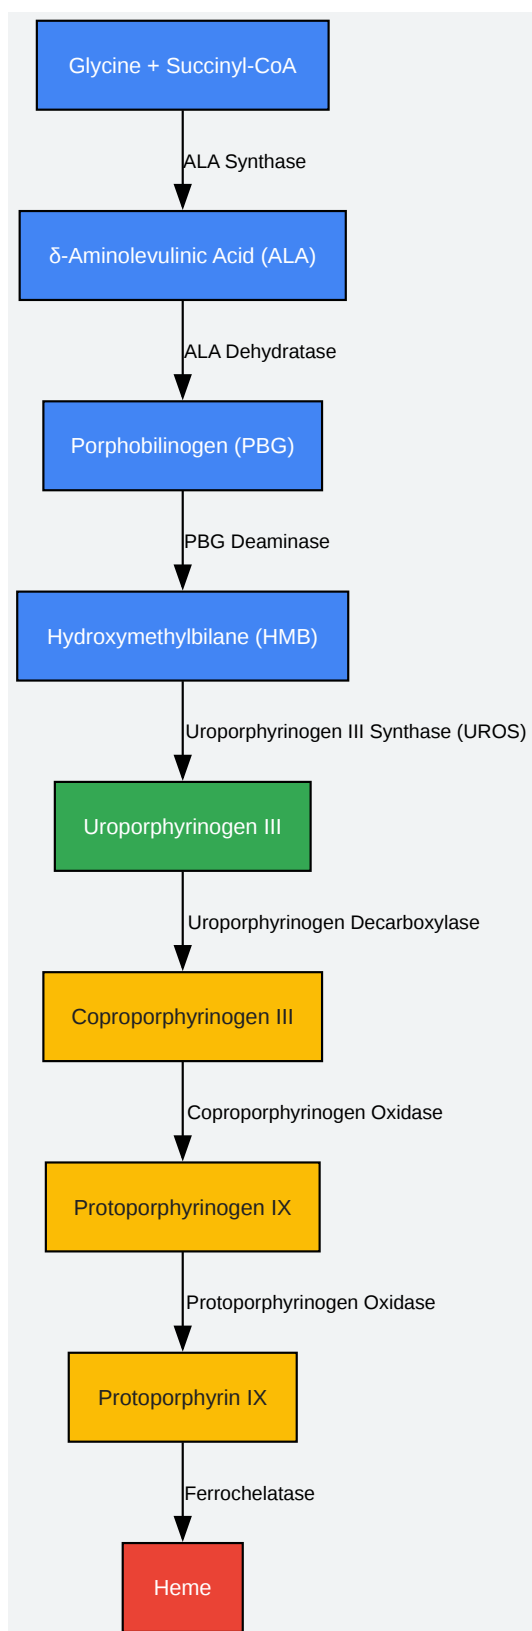 Glycine + Succinyl-CoA
ALA Synthase
δ-Aminolevulinic Acid (ALA)
ALA Dehydratase
Porphobilinogen (PBG)
PBG Deaminase
Hydroxymethylbilane (HMB)
Uroporphyrinogen III Synthase (UROS)
Uroporphyrinogen III
Uroporphyrinogen Decarboxylase
Coproporphyrinogen III
Coproporphyrinogen Oxidase
Protoporphyrinogen IX
Protoporphyrinogen Oxidase
Protoporphyrin IX
Ferrochelatase
Heme